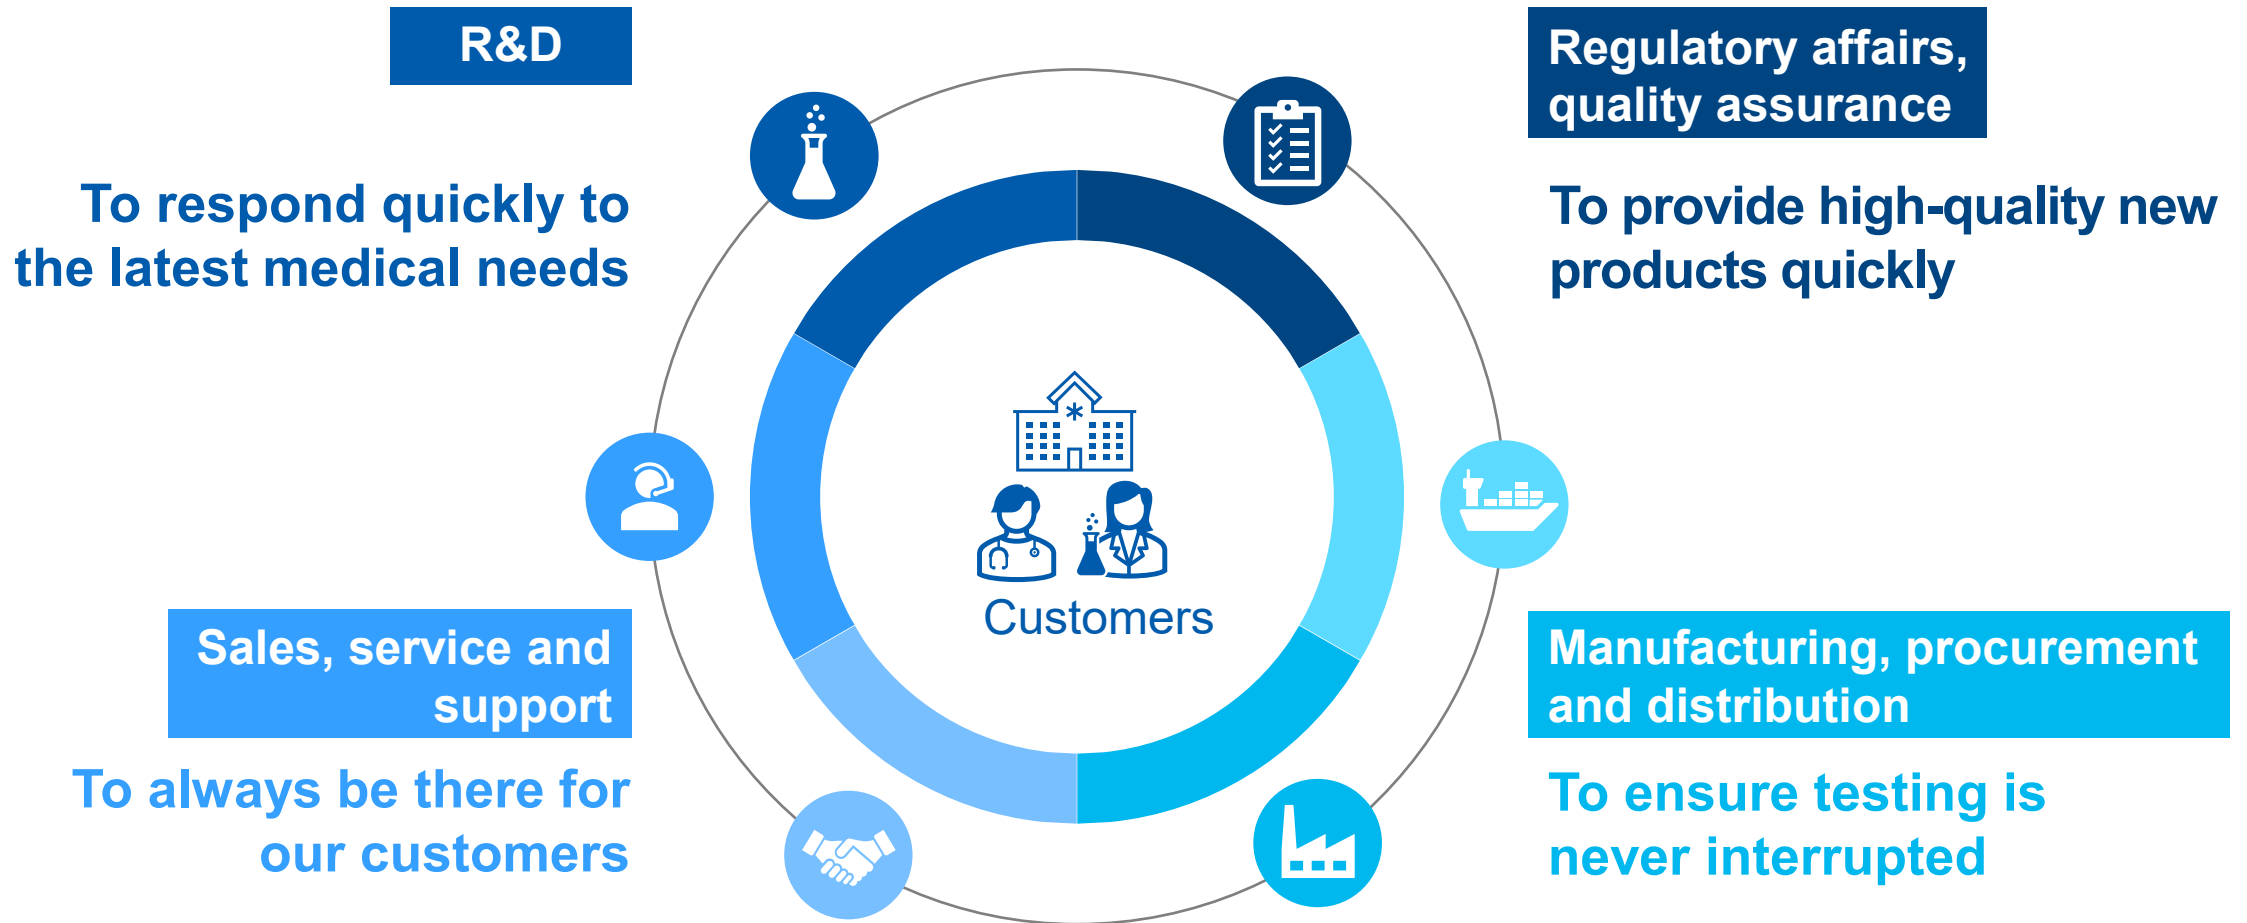 R&D
To respond quickly to
the latest medical needs
Regulatory affairs,
quality assurance
To provide high-quality new
products quickly
Customers
Sales, service and
support
To always be there for
our customers
Manufacturing, procurement
and distribution
To ensure testing is
never interrupted